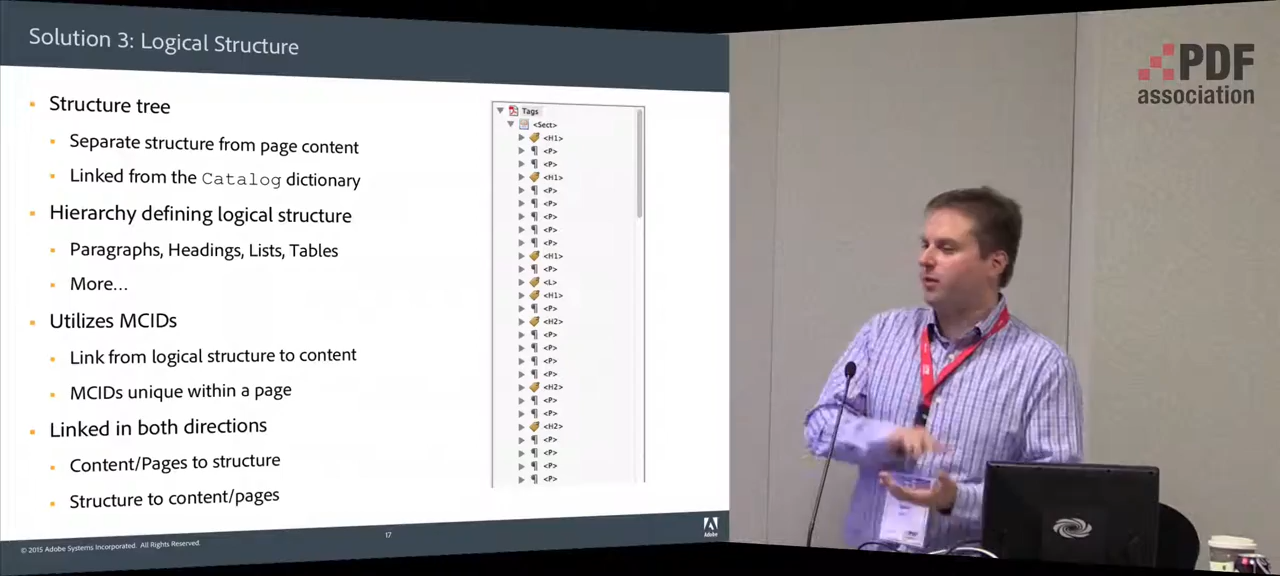 Solution 3: Logical Structure
Structure tree
Separate structure from page content
Linked from the Catalog dictionary
Hierarchy defining logical structure
Paragraphs, Headings, Lists, Tables
More...
Utilizes MCIDs
Link from logical structure to content
MCIDs unique within a page
Linked in both directions
Content/Pages to structure
Structure to content/pages
Tags
<Sect>
<H1>
<P>
<P>
<H1>
<P>
<P>
<P>
<P>
<P>
<H1>
<P>
<L>
<H1>
<P>
<H2>
<P>
<P>
<P>
<P>
<H2>
<P>
<P>
<H2>
<P>
<P>
<P>
<P>
© 2015 Adobe Systems Incorporated. All Rights Reserved.
17
Adobe
PDF
association